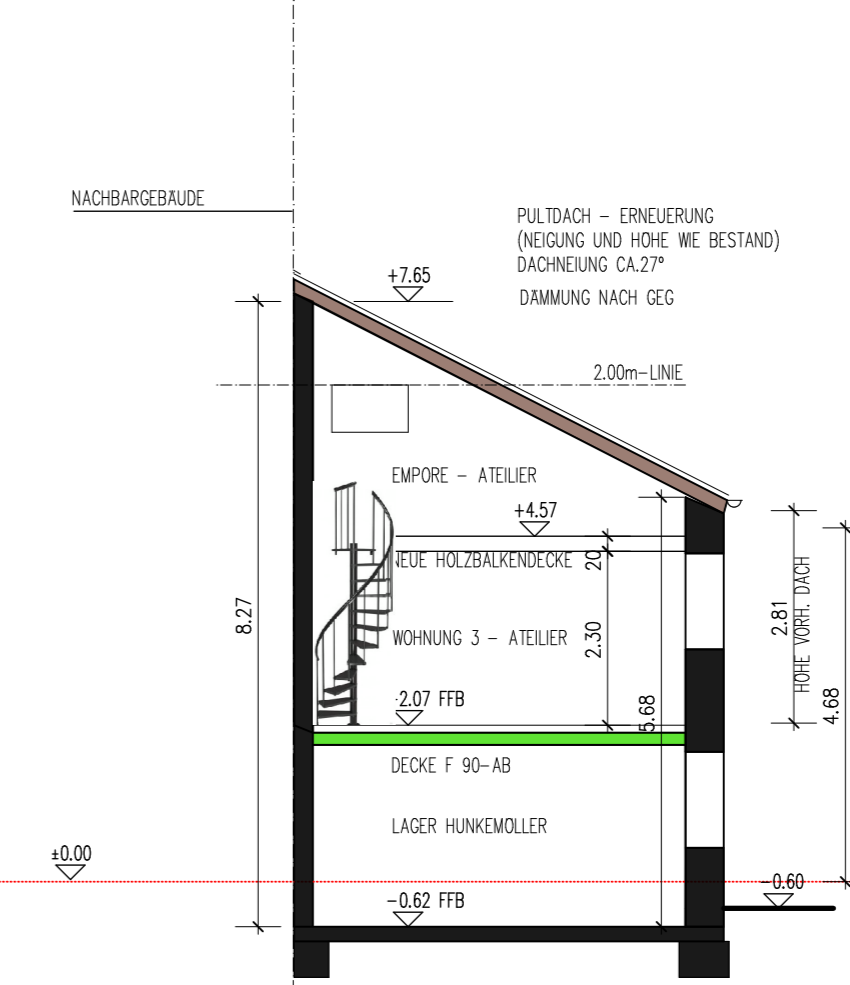 NACHBARGEBÄUDE
PULTDACH – ERNEUERUNG
(NEIGUNG UND HÖHE WIE BESTAND)
DACHNEIUNG CA.27°
DÄMMUNG NACH GEG
+7.65
2.00m–LINIE
EMPORE – ATEILIER
+4.57
NEUE HOLZBALKENDECKE
20
2.30
WOHNUNG 3 – ATEILIER
8.27
2.81
HÖHE VORH. DACH
4.68
5.68
2.07 FFB
DECKE F 90–AB
LAGER HUNKEMÖLLER
±0.00
–0.60
–0.62 FFB